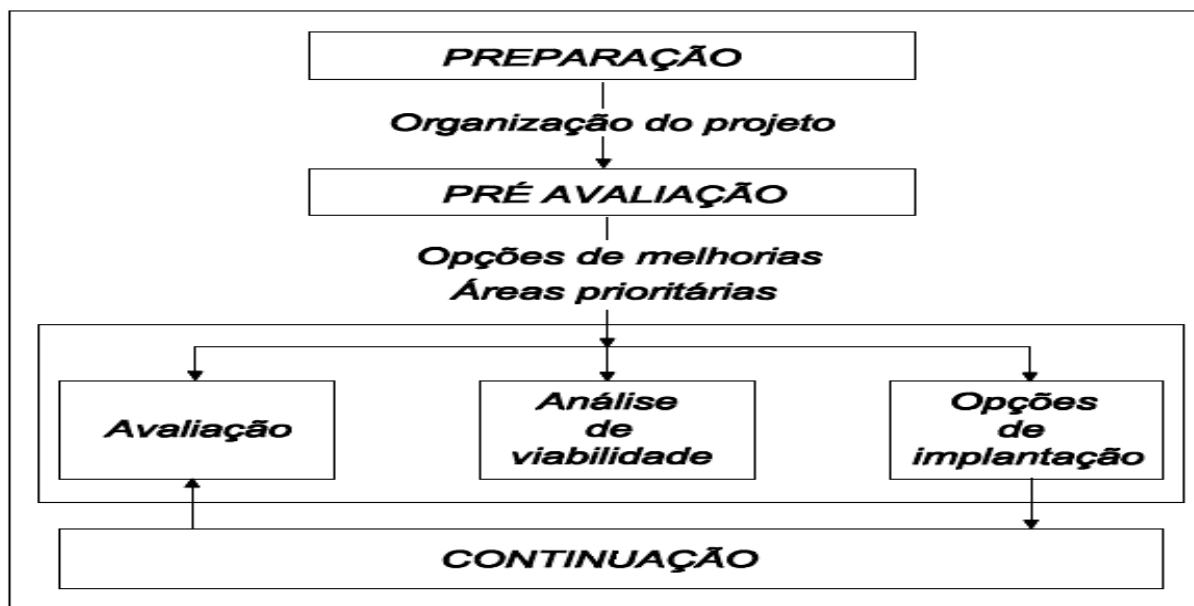 PREPARAÇÃO
Organização do projeto
PRÉ AVALIAÇÃO
Opções de melhorias
Áreas prioritárias
Avaliação
Análise
de
viabilidade
Opções
de
implantação
CONTINUAÇÃO